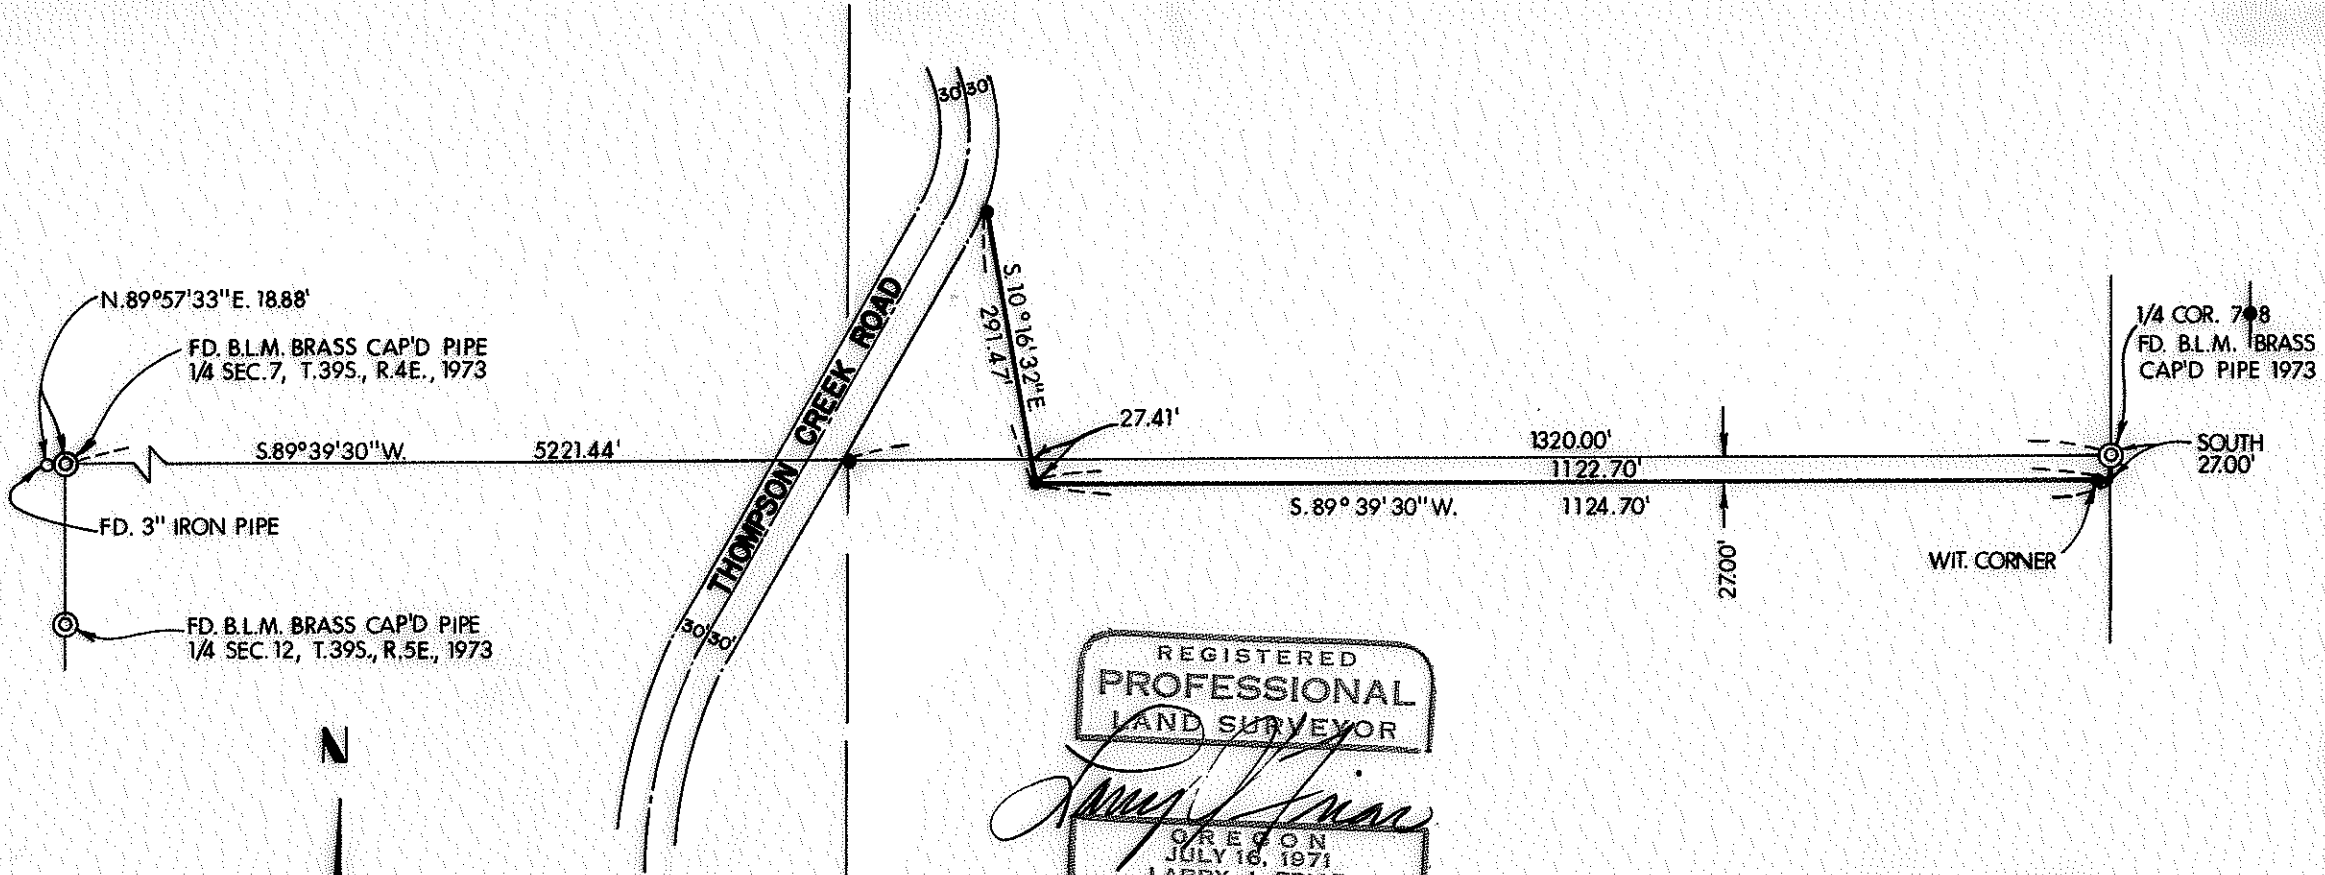 30' 30'
N.89°57'33"E. 18.88'
FD. B.L.M. BRASS CAP'D PIPE
1/4 SEC.7, T.39S., R.4E., 1973
S.89°39'30"W. 5221.44'
FD. 3" IRON PIPE
FD. B.L.M. BRASS CAP'D PIPE
1/4 SEC. 12, T.39S., R.5E., 1973
N
THOMPSON CREEK ROAD
30' 30'
S.10°16'32"E
291.47'
27.41'
1320.00'
1122.70'
S. 89° 39' 30" W. 1124.70'
27.00'
1/4 COR. 7 8
FD. B.L.M. BRASS
CAP'D PIPE 1973
SOUTH
27.00'
WIT. CORNER
REGISTERED
PROFESSIONAL
LAND SURVEYOR
OREGON
JULY 16, 1971